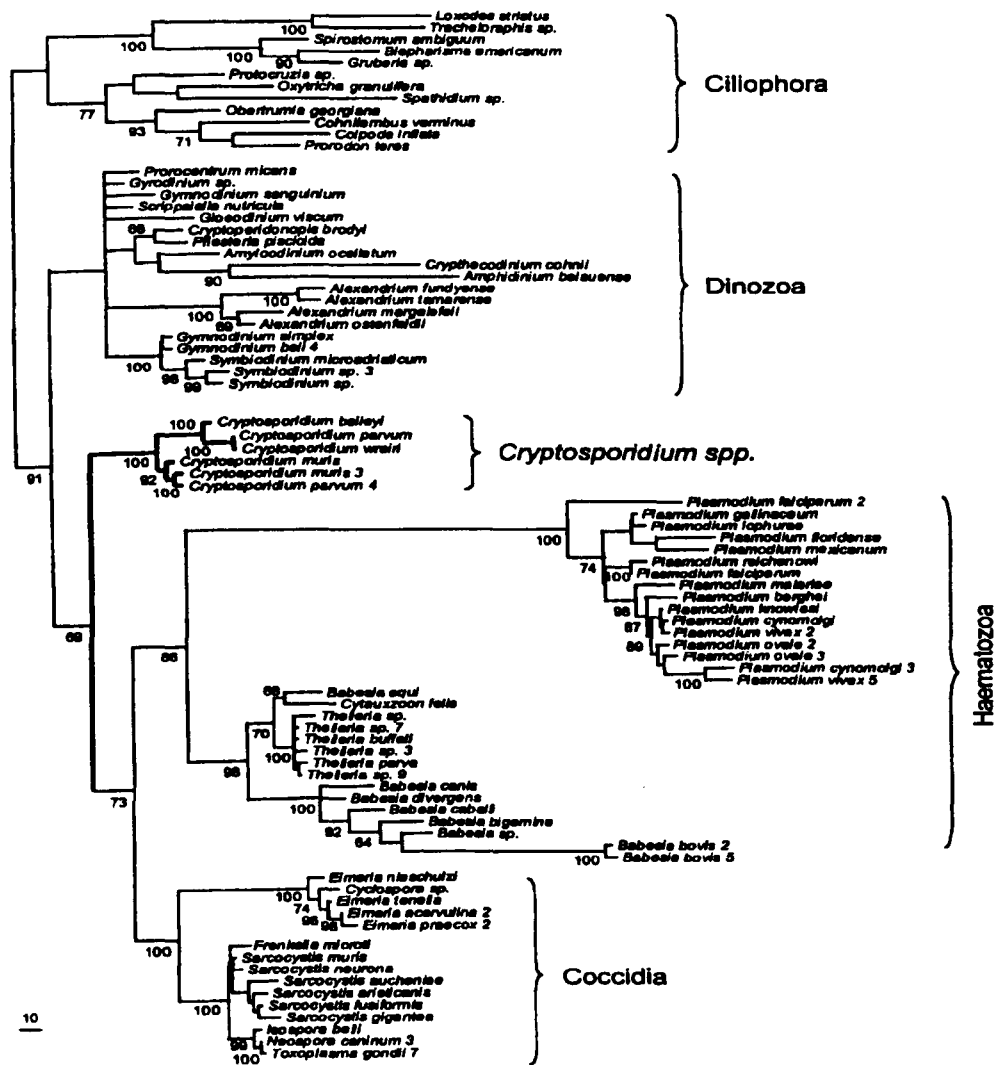 Loxodes striatus
Tracheloraphis sp.
100
Spirostomum ambiguum
100
100
Blepharisma americanum
90
Gruberia sp.
Protocruzia sp.
Oxytricha granulifera
Spathidium sp.
77
Obertrumia georgiana
93
Cohnilembus verminus
71
Colpoda inflata
Prorodon teres
Ciliophora
Prorocentrum micans
Gyrodinium sp.
Gymnodinium sanguinium
Scrippsiella nutricula
Gloeodinium viscum
Cryptoperidonopis brodyi
Pfiesteria piscicida
Amyloodinium ocellatum
Crypthecodinium cohnii
90
Amphidinium belauense
Alexandrium fundyense
100
Alexandrium tamarense
100
Alexandrium margalefeii
69
Alexandrium ostenfeldii
Gymnodinium simplex
Gymnodinium beii 4
100
Symbiodinium microadriaticum
98
Symbiodinium sp. 3
99
Symbiodinium sp.
Dinozoa
100
Cryptosporidium baileyi
Cryptosporidium parvum
100
Cryptosporidium wrairi
100
Cryptosporidium muris
92
Cryptosporidium muris 3
100
Cryptosporidium parvum 4
Cryptosporidium spp.
91
Plasmodium falciparum 2
Plasmodium gallinaceum
Plasmodium lophurae
100
Plasmodium floridense
Plasmodium mexicanum
74
Plasmodium reichenowi
100
Plasmodium falciparum
Plasmodium malariae
98
Plasmodium berghei
Plasmodium knowlesi
87
Plasmodium cynomolgi
Plasmodium vivax 2
89
Plasmodium ovale 2
Plasmodium ovale 3
Plasmodium cynomolgi 3
100
Plasmodium vivax 5
Haematozoa
69
Babesia equi
Cytauxzoon felis
Theileria sp.
70
Theileria sp. 7
Theileria buffeli
100
Theileria sp. 3
Theileria parva
98
Theileria sp. 9
Babesia canis
Babesia divergens
100
Babesia caballi
92
Babesia bigemina
64
Babesia sp.
Babesia bovis 2
100
Babesia bovis 5
73
Eimeria nieschulzi
100
Cyclospora sp.
74
Eimeria tenella
98
Eimeria acervulina 2
98
Eimeria praecox 2
100
Frenkelia microti
Sarcocystis muris
Sarcocystis neurona
Sarcocystis aucheniae
Sarcocystis arieticanis
Sarcocystis fusiformis
100
Sarcocystis gigantea
Isospora belli
99
Neospora caninum 3
100
Toxoplasma gondii 7
Coccidia
10